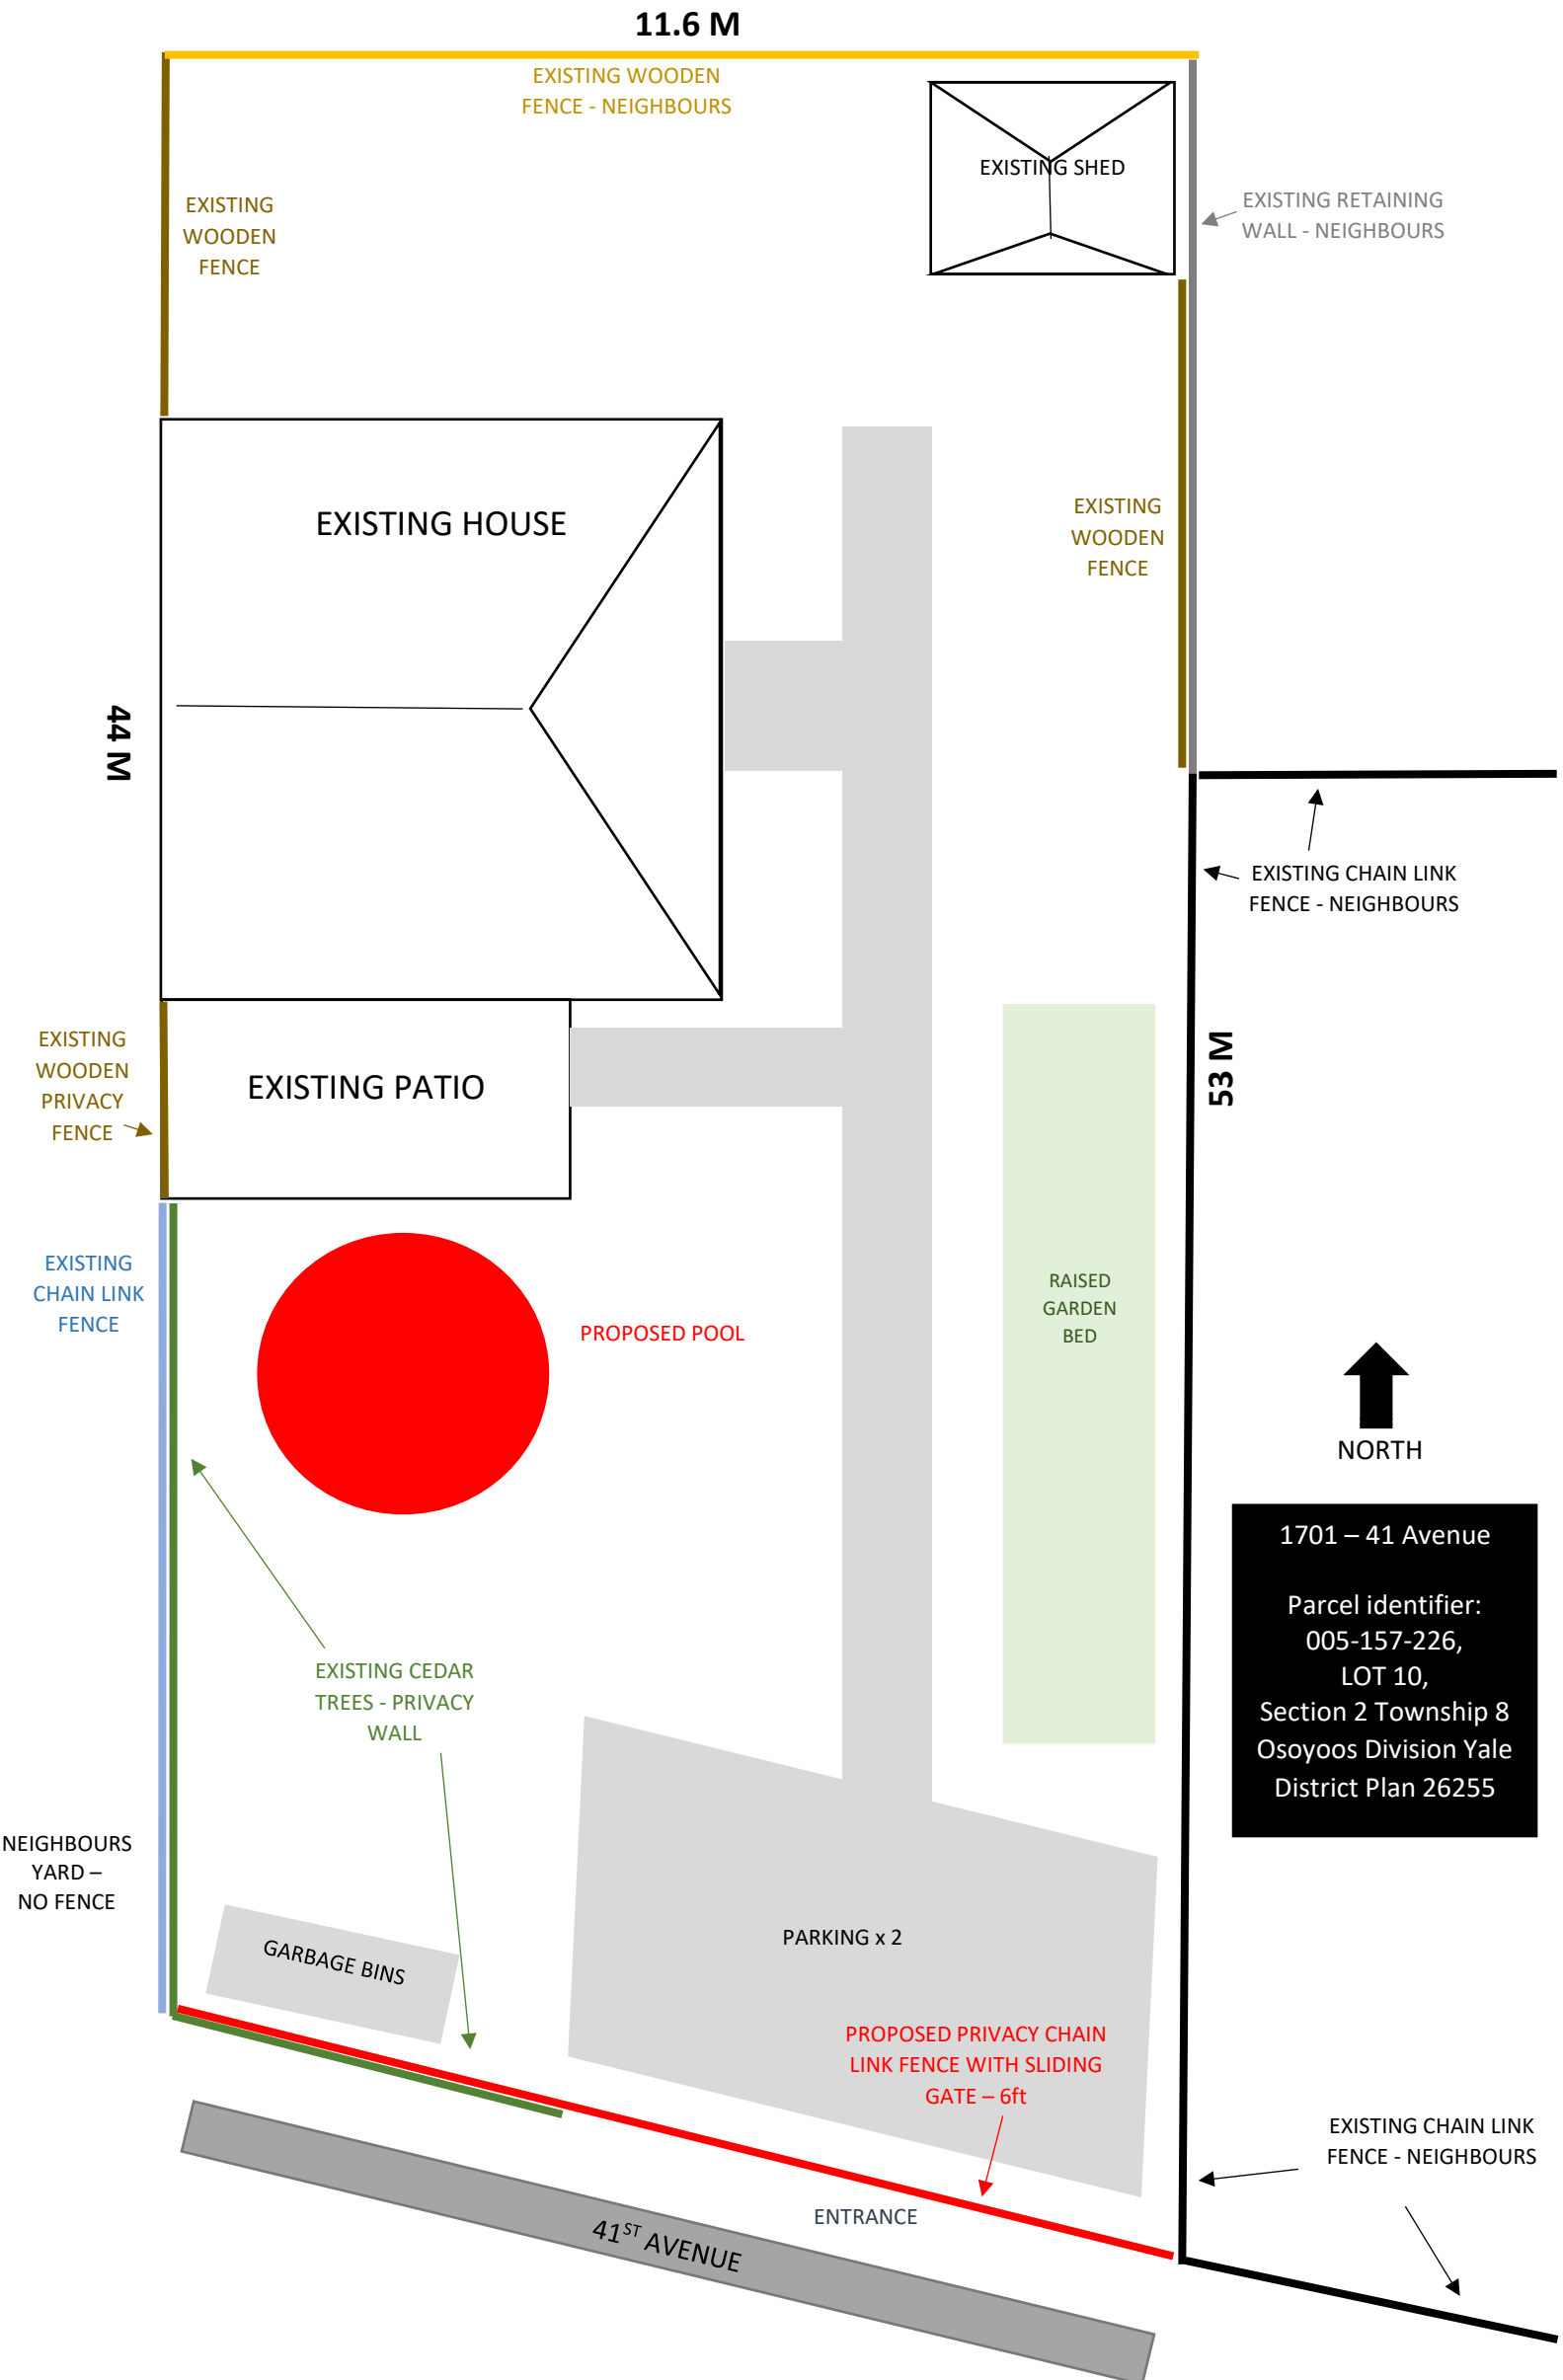 11.6 M
EXISTING WOODEN
FENCE - NEIGHBOURS
EXISTING SHED
EXISTING
WOODEN
FENCE
EXISTING RETAINING
WALL - NEIGHBOURS
EXISTING HOUSE
EXISTING
WOODEN
FENCE
44 M
EXISTING CHAIN LINK
FENCE - NEIGHBOURS
EXISTING
WOODEN
PRIVACY
FENCE
EXISTING PATIO
53 M
EXISTING
CHAIN LINK
FENCE
PROPOSED POOL
RAISED
GARDEN
BED
NORTH
1701 – 41 Avenue
Parcel identifier:
005-157-226,
LOT 10,
Section 2 Township 8
Osoyoos Division Yale
District Plan 26255
EXISTING CEDAR
TREES - PRIVACY
WALL
NEIGHBOURS
YARD –
NO FENCE
GARBAGE BINS
PARKING x 2
PROPOSED PRIVACY CHAIN
LINK FENCE WITH SLIDING
GATE – 6ft
EXISTING CHAIN LINK
FENCE - NEIGHBOURS
ENTRANCE
41ST AVENUE